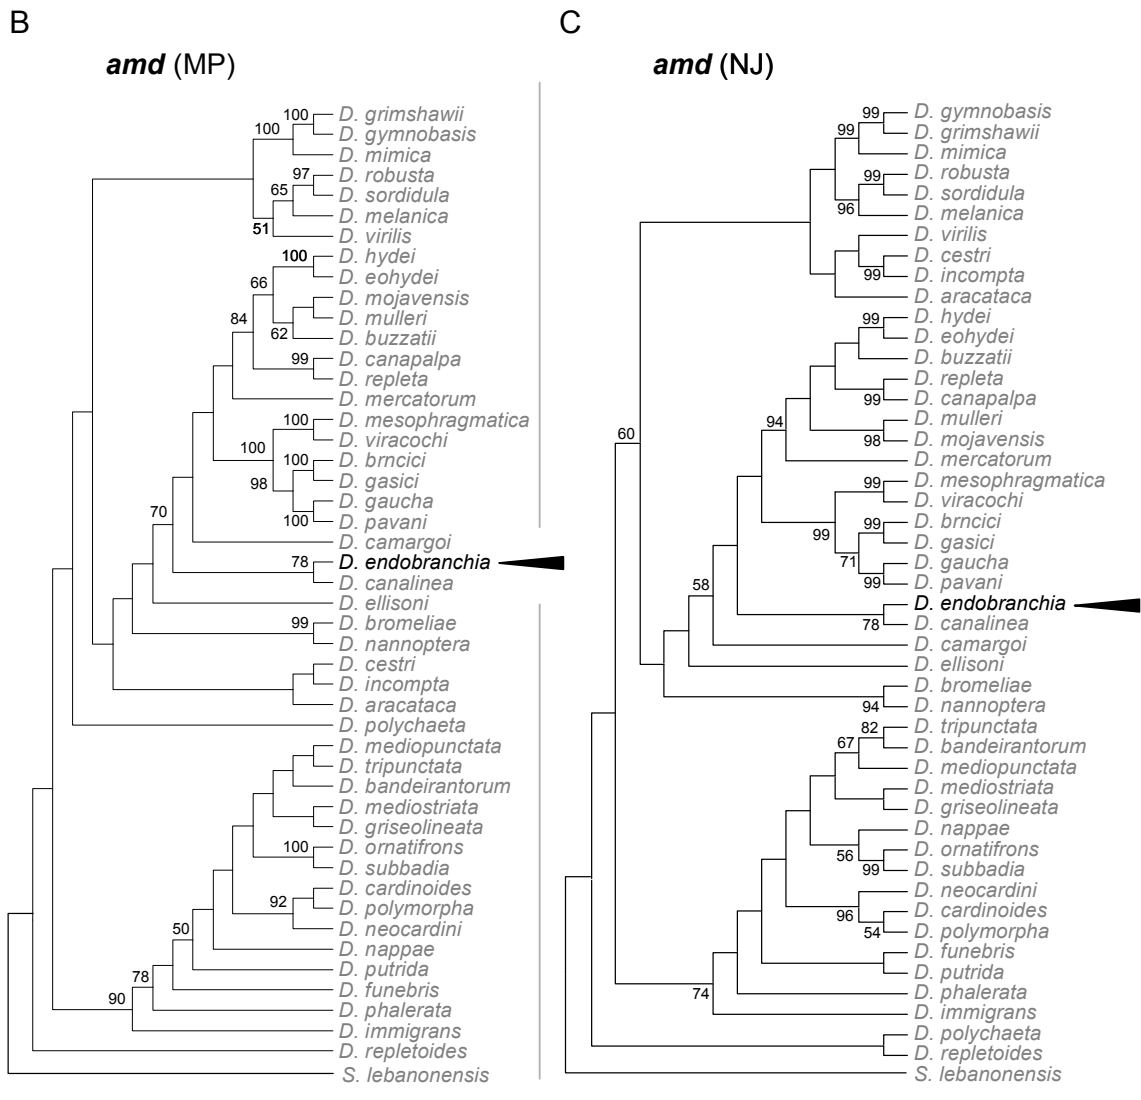 B
amd (MP)
100
D. grimshawii
100
D. gymnobasis
D. mimica
97
D. robusta
65
D. sordidula
D. melanica
51
D. virilis
100
D. hydei
66
D. eohydei
D. mojavensis
84
D. mulleri
62
D. buzzatii
99
D. canapalpa
D. repleta
D. mercatorum
100
D. mesophragmatica
100
D. viracochi
100
D. brncici
98
D. gasici
D. gaucha
100
D. pavani
70
D. camargoi
78
D. endobranchia
D. canalinea
D. ellisoni
99
D. bromeliae
D. nannoptera
D. cestri
D. incompta
D. aracataca
D. polychaeta
D. mediopunctata
D. tripunctata
D. bandeirantorum
D. mediostriata
D. griseolineata
100
D. ornatifrons
D. subbadia
D. cardinoides
92
D. polymorpha
D. neocardini
50
D. nappae
D. putrida
78
D. funebris
90
D. phalerata
D. immigrans
D. repletoides
S. lebanonensis
C
amd (NJ)
99
D. gymnobasis
99
D. grimshawii
D. mimica
99
D. robusta
D. sordidula
96
D. melanica
D. virilis
D. cestri
99
D. incompta
D. aracataca
99
D. hydei
D. eohydei
D. buzzatii
D. repleta
99
D. canapalpa
94
D. mulleri
60
98
D. mojavensis
D. mercatorum
99
D. mesophragmatica
D. viracochi
99
99
D. brncici
D. gasici
71
D. gaucha
99
D. pavani
58
D. endobranchia
78
D. canalinea
D. camargoi
D. ellisoni
D. bromeliae
94
D. nannoptera
82
D. tripunctata
67
D. bandeirantorum
D. mediopunctata
D. mediostriata
D. griseolineata
D. nappae
56
D. ornatifrons
99
D. subbadia
D. neocardini
96
D. cardinoides
54
D. polymorpha
D. funebris
D. putrida
74
D. phalerata
D. immigrans
D. polychaeta
D. repletoides
S. lebanonensis